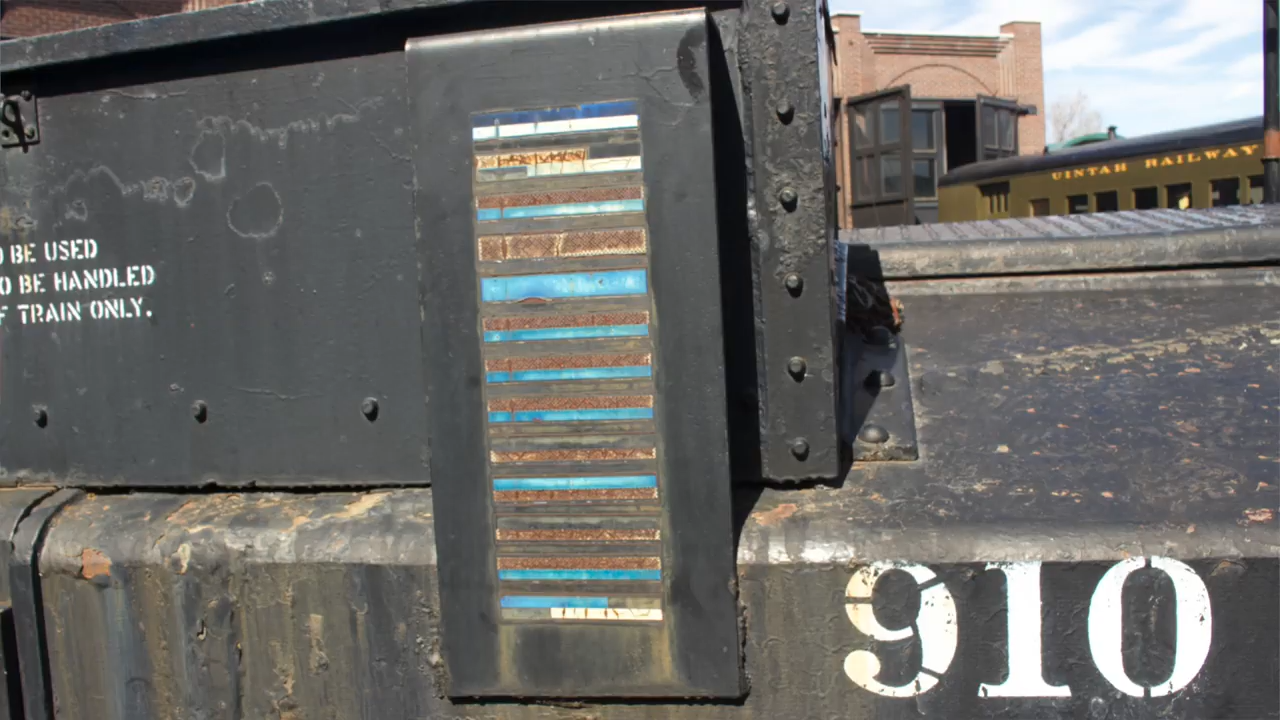 BE USED
BE HANDLED
TRAIN ONLY.
UINTAH RAILWAY
910